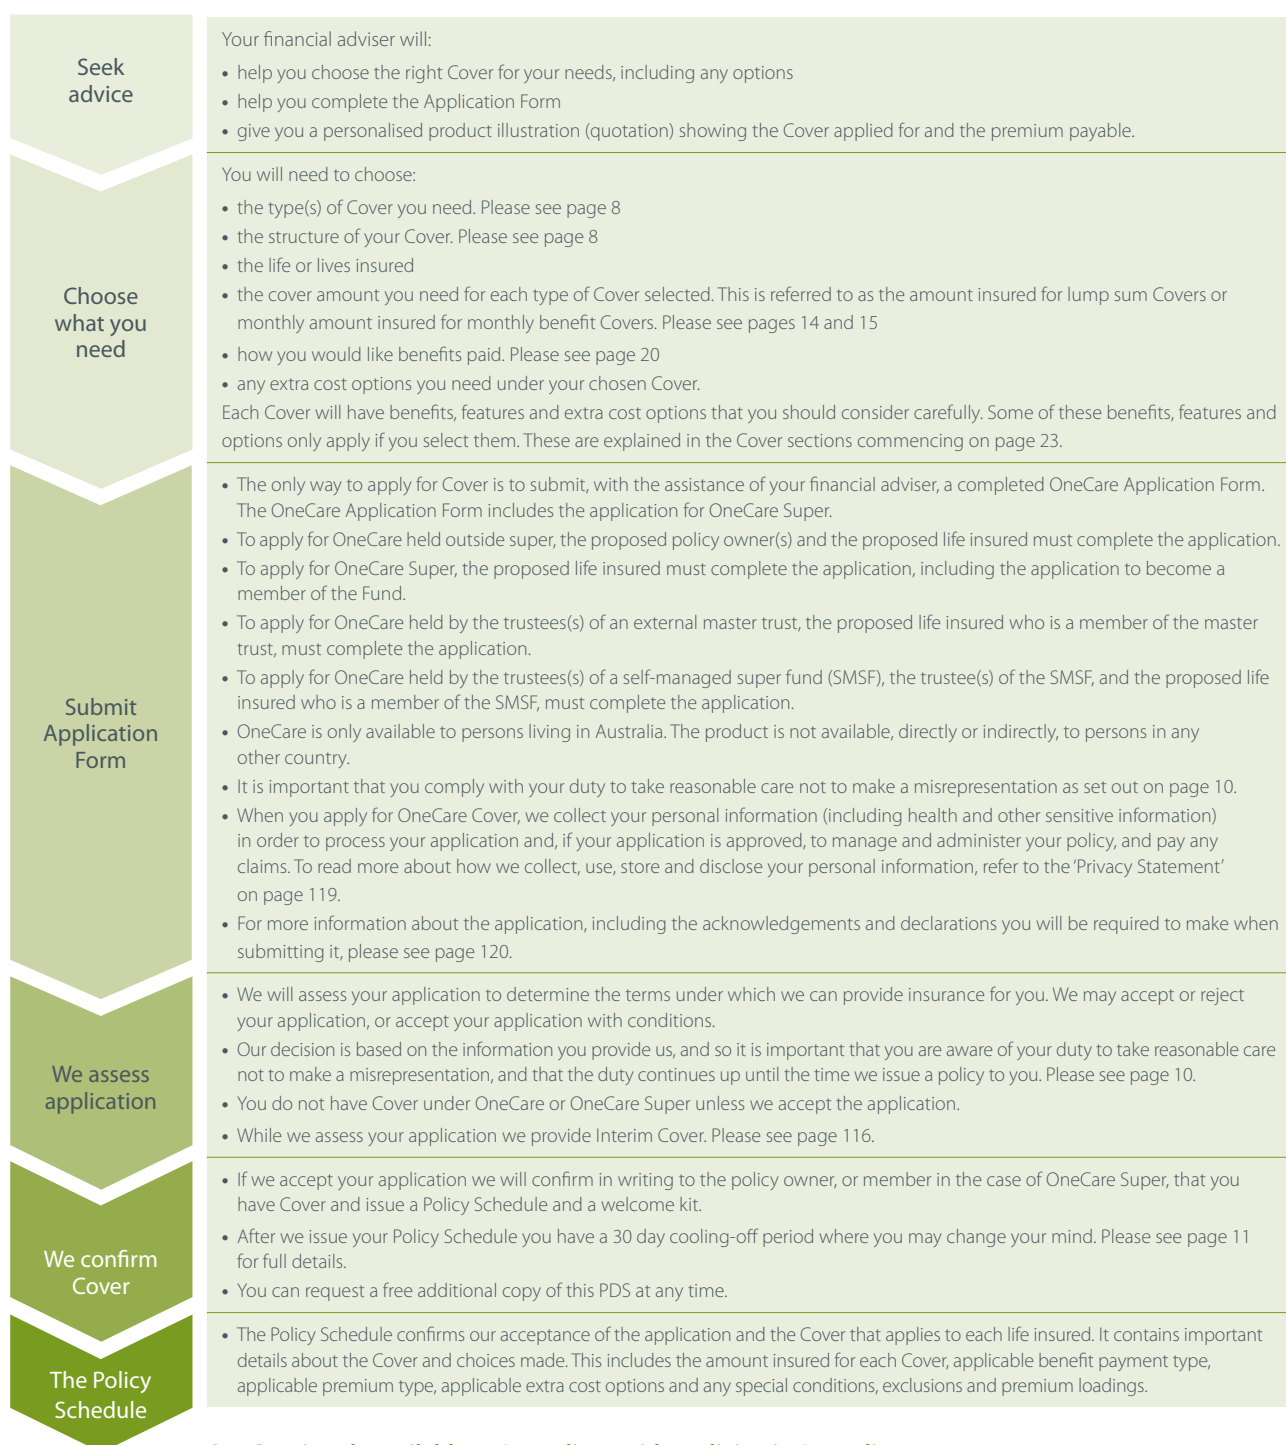 Seek
advice
Your financial adviser will:
• help you choose the right Cover for your needs, including any options
• help you complete the Application Form
• give you a personalised product illustration (quotation) showing the Cover applied for and the premium payable.
Choose
what you
need
You will need to choose:
• the type(s) of Cover you need. Please see page 8
• the structure of your Cover. Please see page 8
• the life or lives insured
• the cover amount you need for each type of Cover selected. This is referred to as the amount insured for lump sum Covers or
monthly amount insured for monthly benefit Covers. Please see pages 14 and 15
• how you would like benefits paid. Please see page 20
• any extra cost options you need under your chosen Cover.
Each Cover will have benefits, features and extra cost options that you should consider carefully. Some of these benefits, features and
options only apply if you select them. These are explained in the Cover sections commencing on page 23.
Submit
Application
Form
• The only way to apply for Cover is to submit, with the assistance of your financial adviser, a completed OneCare Application Form.
The OneCare Application Form includes the application for OneCare Super.
• To apply for OneCare held outside super, the proposed policy owner(s) and the proposed life insured must complete the application.
• To apply for OneCare Super, the proposed life insured must complete the application, including the application to become a
member of the Fund.
• To apply for OneCare held by the trustees(s) of an external master trust, the proposed life insured who is a member of the master
trust, must complete the application.
• To apply for OneCare held by the trustees(s) of a self-managed super fund (SMSF), the trustee(s) of the SMSF, and the proposed life
insured who is a member of the SMSF, must complete the application.
• OneCare is only available to persons living in Australia. The product is not available, directly or indirectly, to persons in any
other country.
• It is important that you comply with your duty to take reasonable care not to make a misrepresentation as set out on page 10.
• When you apply for OneCare Cover, we collect your personal information (including health and other sensitive information)
in order to process your application and, if your application is approved, to manage and administer your policy, and pay any
claims. To read more about how we collect, use, store and disclose your personal information, refer to the ‘Privacy Statement’
on page 119.
• For more information about the application, including the acknowledgements and declarations you will be required to make when
submitting it, please see page 120.
We assess
application
• We will assess your application to determine the terms under which we can provide insurance for you. We may accept or reject
your application, or accept your application with conditions.
• Our decision is based on the information you provide us, and so it is important that you are aware of your duty to take reasonable care
not to make a misrepresentation, and that the duty continues up until the time we issue a policy to you. Please see page 10.
• You do not have Cover under OneCare or OneCare Super unless we accept the application.
• While we assess your application we provide Interim Cover. Please see page 116.
We confirm
Cover
• If we accept your application we will confirm in writing to the policy owner, or member in the case of OneCare Super, that you
have Cover and issue a Policy Schedule and a welcome kit.
• After we issue your Policy Schedule you have a 30 day cooling-off period where you may change your mind. Please see page 11
for full details.
• You can request a free additional copy of this PDS at any time.
The Policy
Schedule
• The Policy Schedule confirms our acceptance of the application and the Cover that applies to each life insured. It contains important
details about the Cover and choices made. This includes the amount insured for each Cover, applicable benefit payment type,
applicable premium type, applicable extra cost options and any special conditions, exclusions and premium loadings.